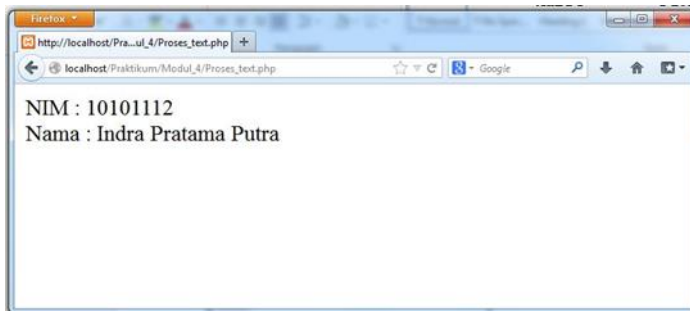 Firefox
http://localhost/Pra...ul_4/Proses_text.php
localhost/Praktikum/Modul_4/Proses_text.php
Google
NIM : 10101112
Nama : Indra Pratama Putra